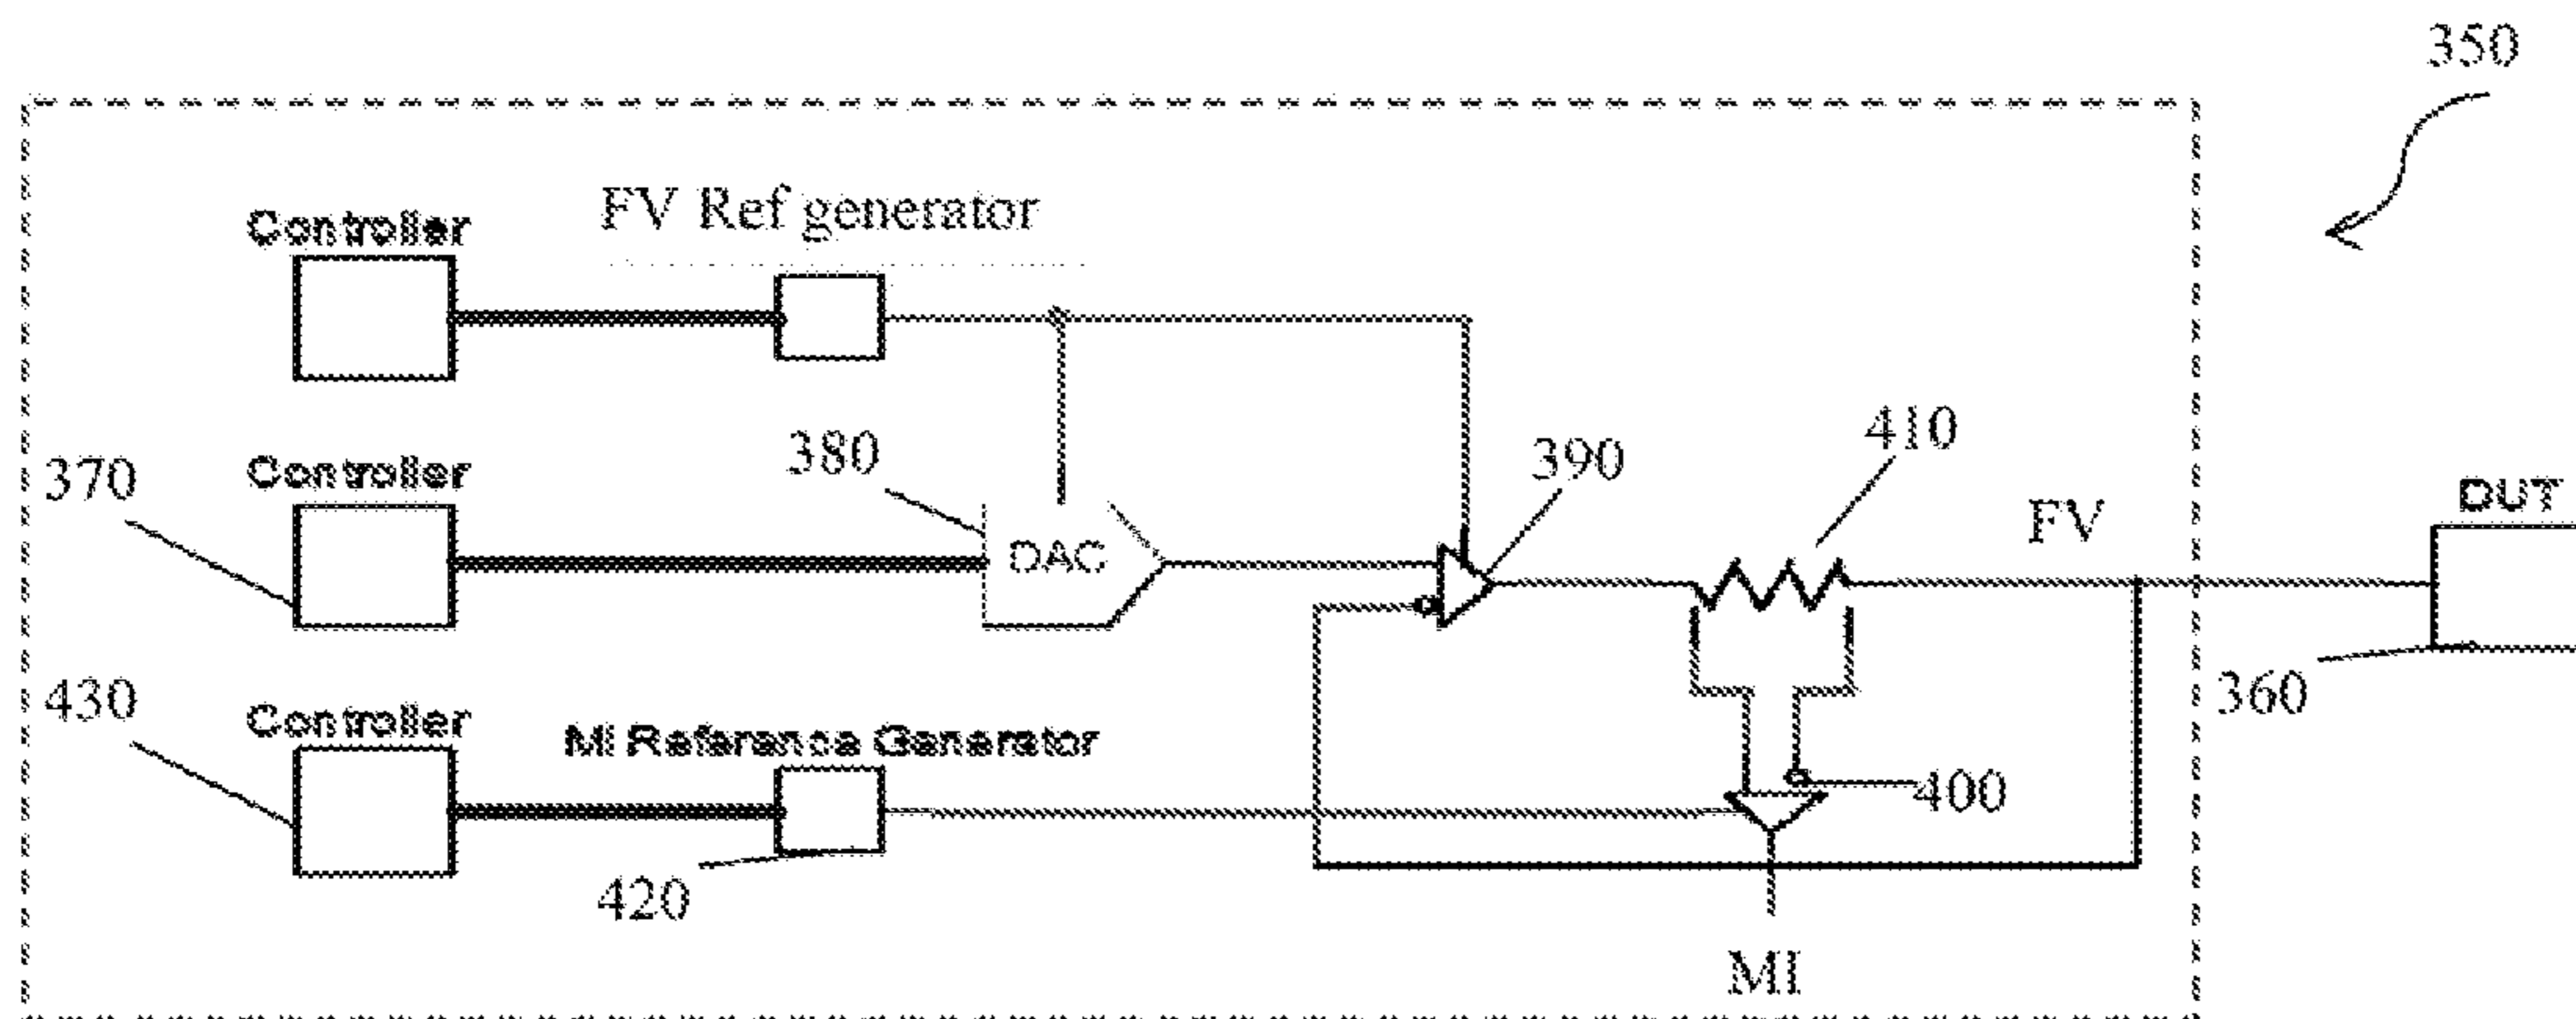 350
Controller
FV Ref generator
370
Controller
380
DAC
390
410
FV
DUT
360
430
Controller
MI Reference Generator
420
400
MI